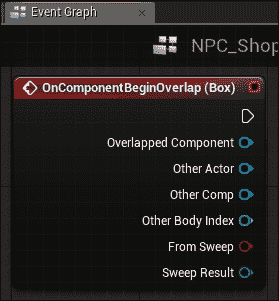 Event Graph
NPC_Shop
OnComponentBeginOverlap (Box)
Overlapped Component
Other Actor
Other Comp
Other Body Index
From Sweep
Sweep Result